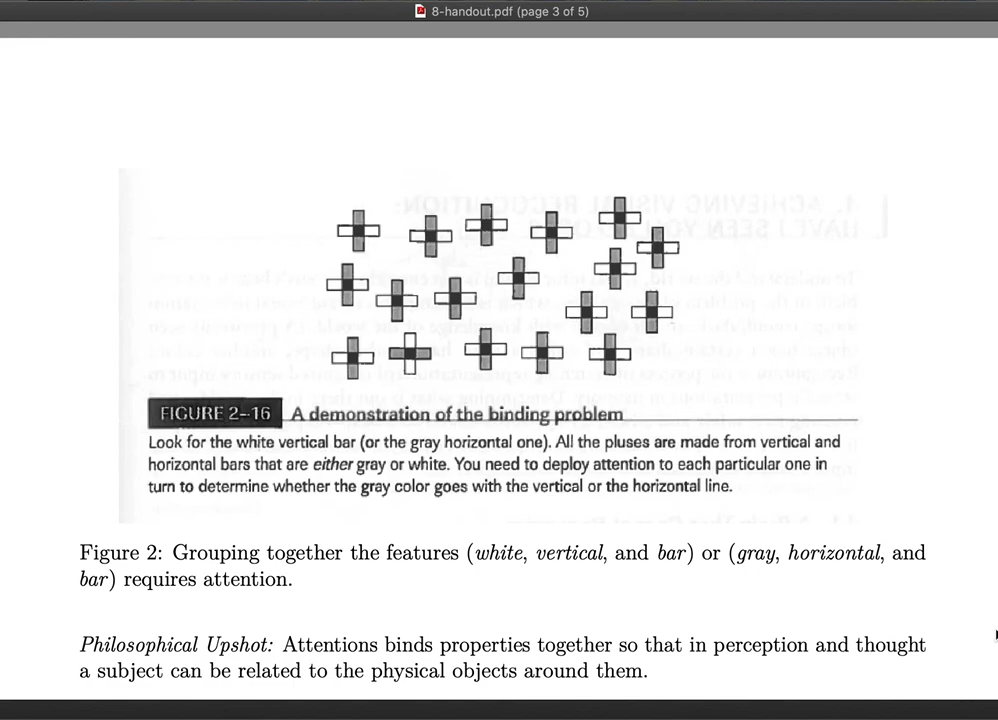 8-handout.pdf (page 3 of 5)
FIGURE 2–16 A demonstration of the binding problem
Look for the white vertical bar (or the gray horizontal one). All the pluses are made from vertical and
horizontal bars that are either gray or white. You need to deploy attention to each particular one in
turn to determine whether the gray color goes with the vertical or the horizontal line.
Figure 2: Grouping together the features (white, vertical, and bar) or (gray, horizontal, and
bar) requires attention.
Philosophical Upshot: Attentions binds properties together so that in perception and thought
a subject can be related to the physical objects around them.